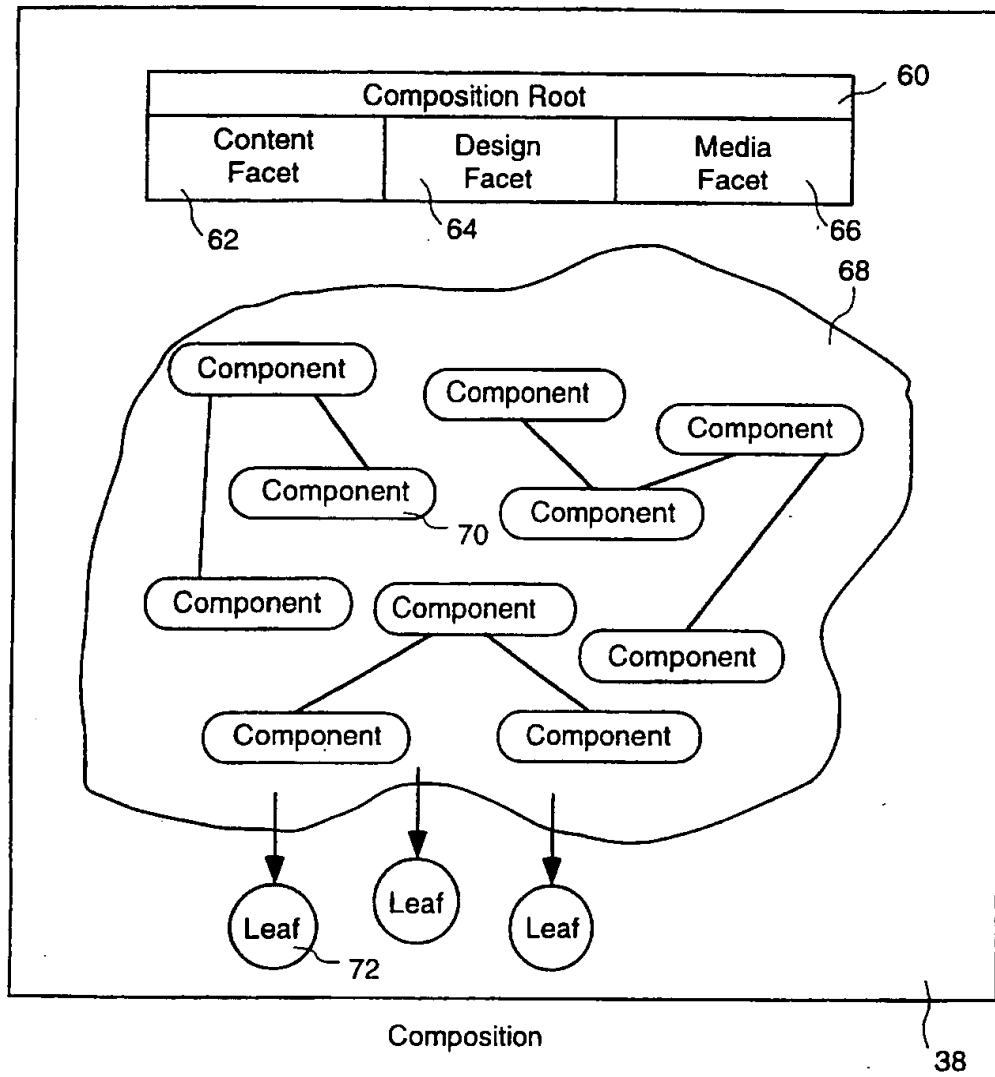 60
Composition Root
Content
Facet
Design
Facet
Media
Facet
62
64
66
68
Component
Component
Component
Component
70
Component
Component
Component
Component
Component
Component
Leaf
Leaf
Leaf
72
Composition
38